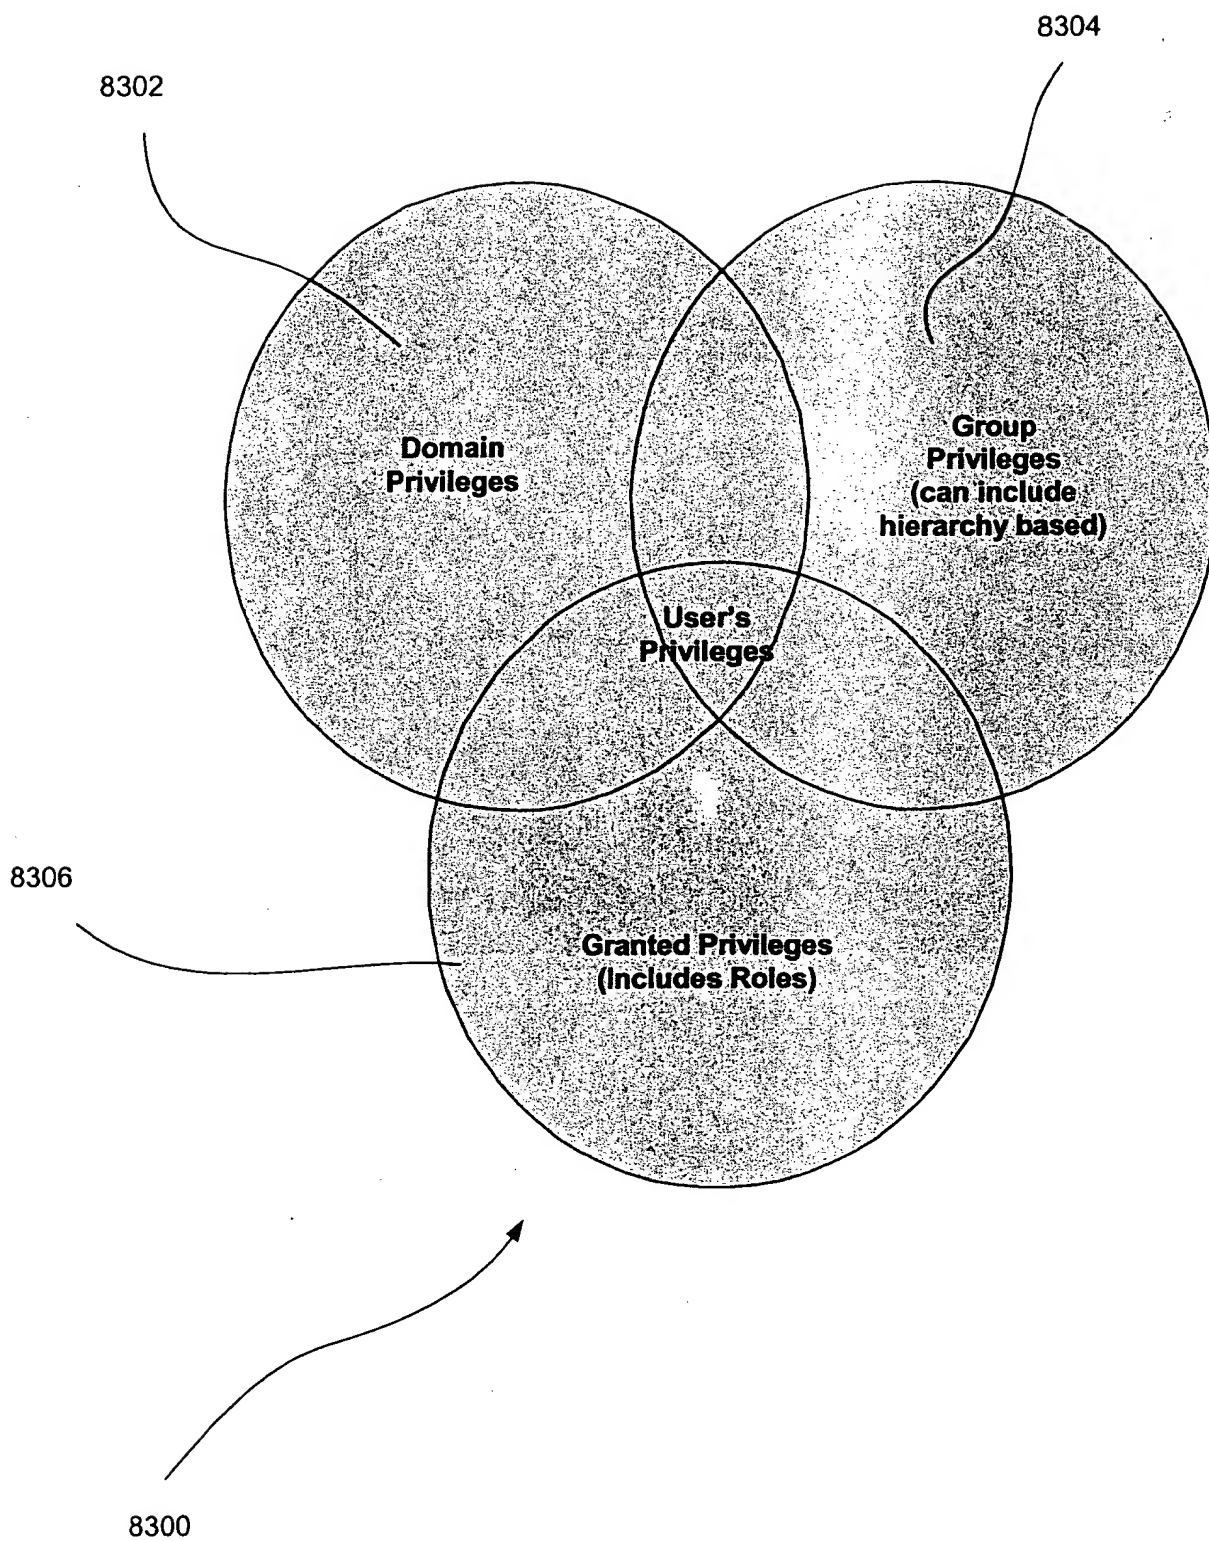 8304
8302
Domain
Privileges
Group
Privileges
(can include
hierarchy based)
User's
Privileges
8306
Granted Privileges
(Includes Roles)
8300